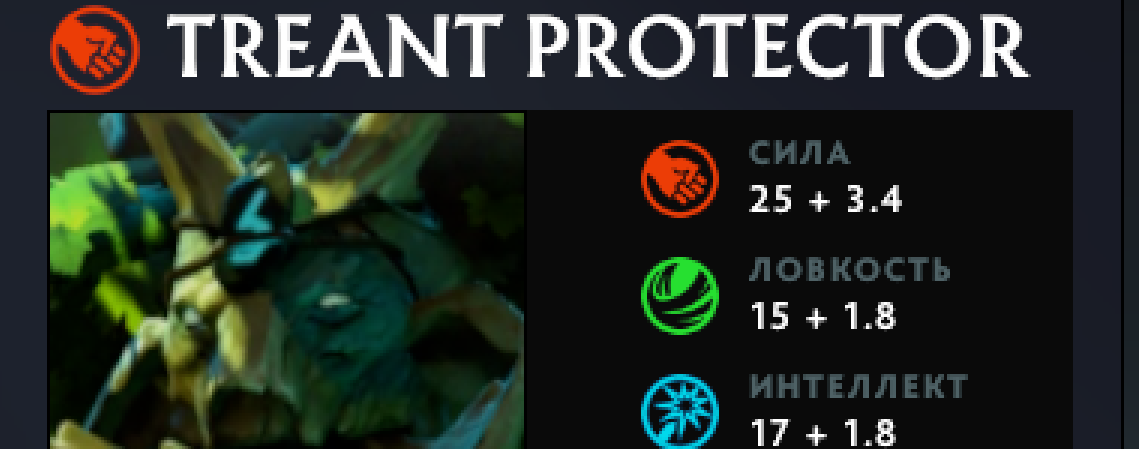 TREANT PROTECTOR
СИЛА
25 + 3.4
ЛОВКОСТЬ
15 + 1.8
ИНТЕЛЛЕКТ
17 + 1.8